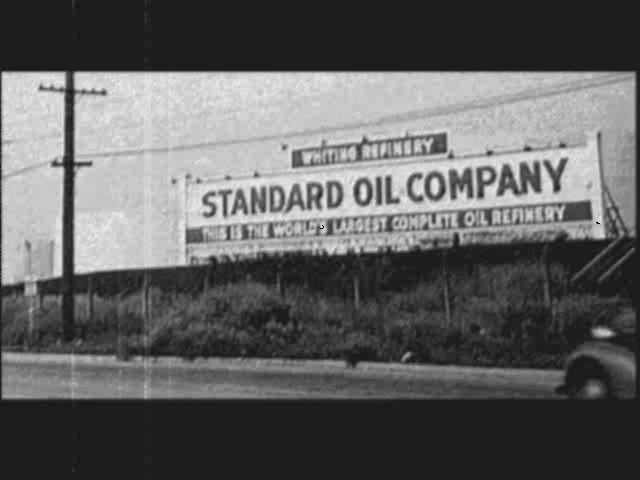 WHITING REFINERY
STANDARD OIL COMPANY
THIS IS THE WORLD'S LARGEST COMPLETE OIL REFINERY